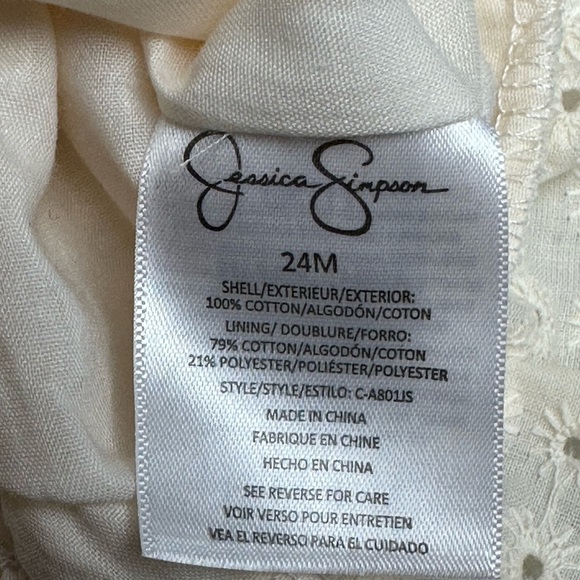 Jessica Simpson
24M
SHELL/EXTERIEUR/EXTERIOR:
100% COTTON/ALGODÓN/COTON
LINING/ DOUBLURE/FORRO:
79% COTTON/ALGODÓN/COTON
21% POLYESTER/POLIÉSTER/POLYESTER
STYLE/STYLE/ESTILO: C-A801JS
MADE IN CHINA
FABRIQUE EN CHINE
HECHO EN CHINA
SEE REVERSE FOR CARE
VOIR VERSO POUR ENTRETIEN
VEA EL REVERSO PARA EL CUIDADO